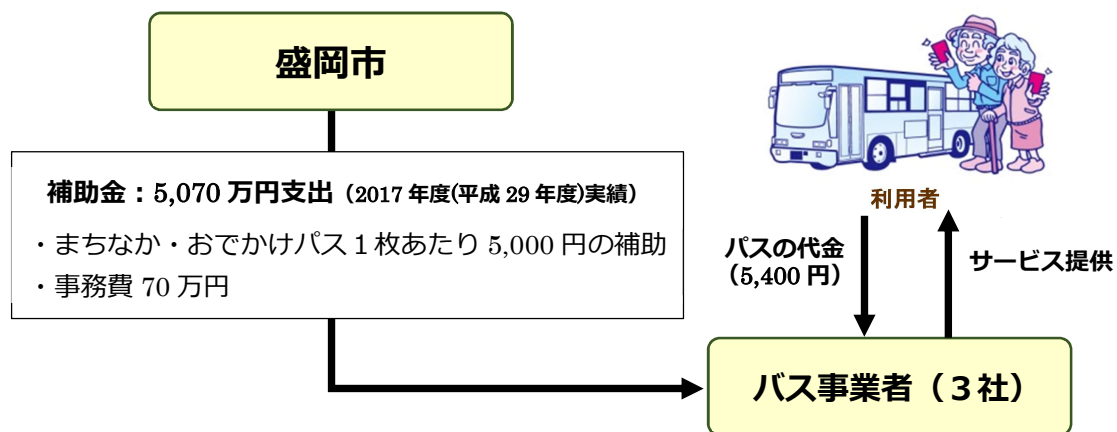 盛岡市
補助金：5,070 万円支出（2017 年度(平成 29 年度)実績）
・まちなか・おでかけパス１枚あたり 5,000 円の補助
・事務費 70 万円
利用者
パスの代金
（5,400 円）
サービス提供
バス事業者（３社）